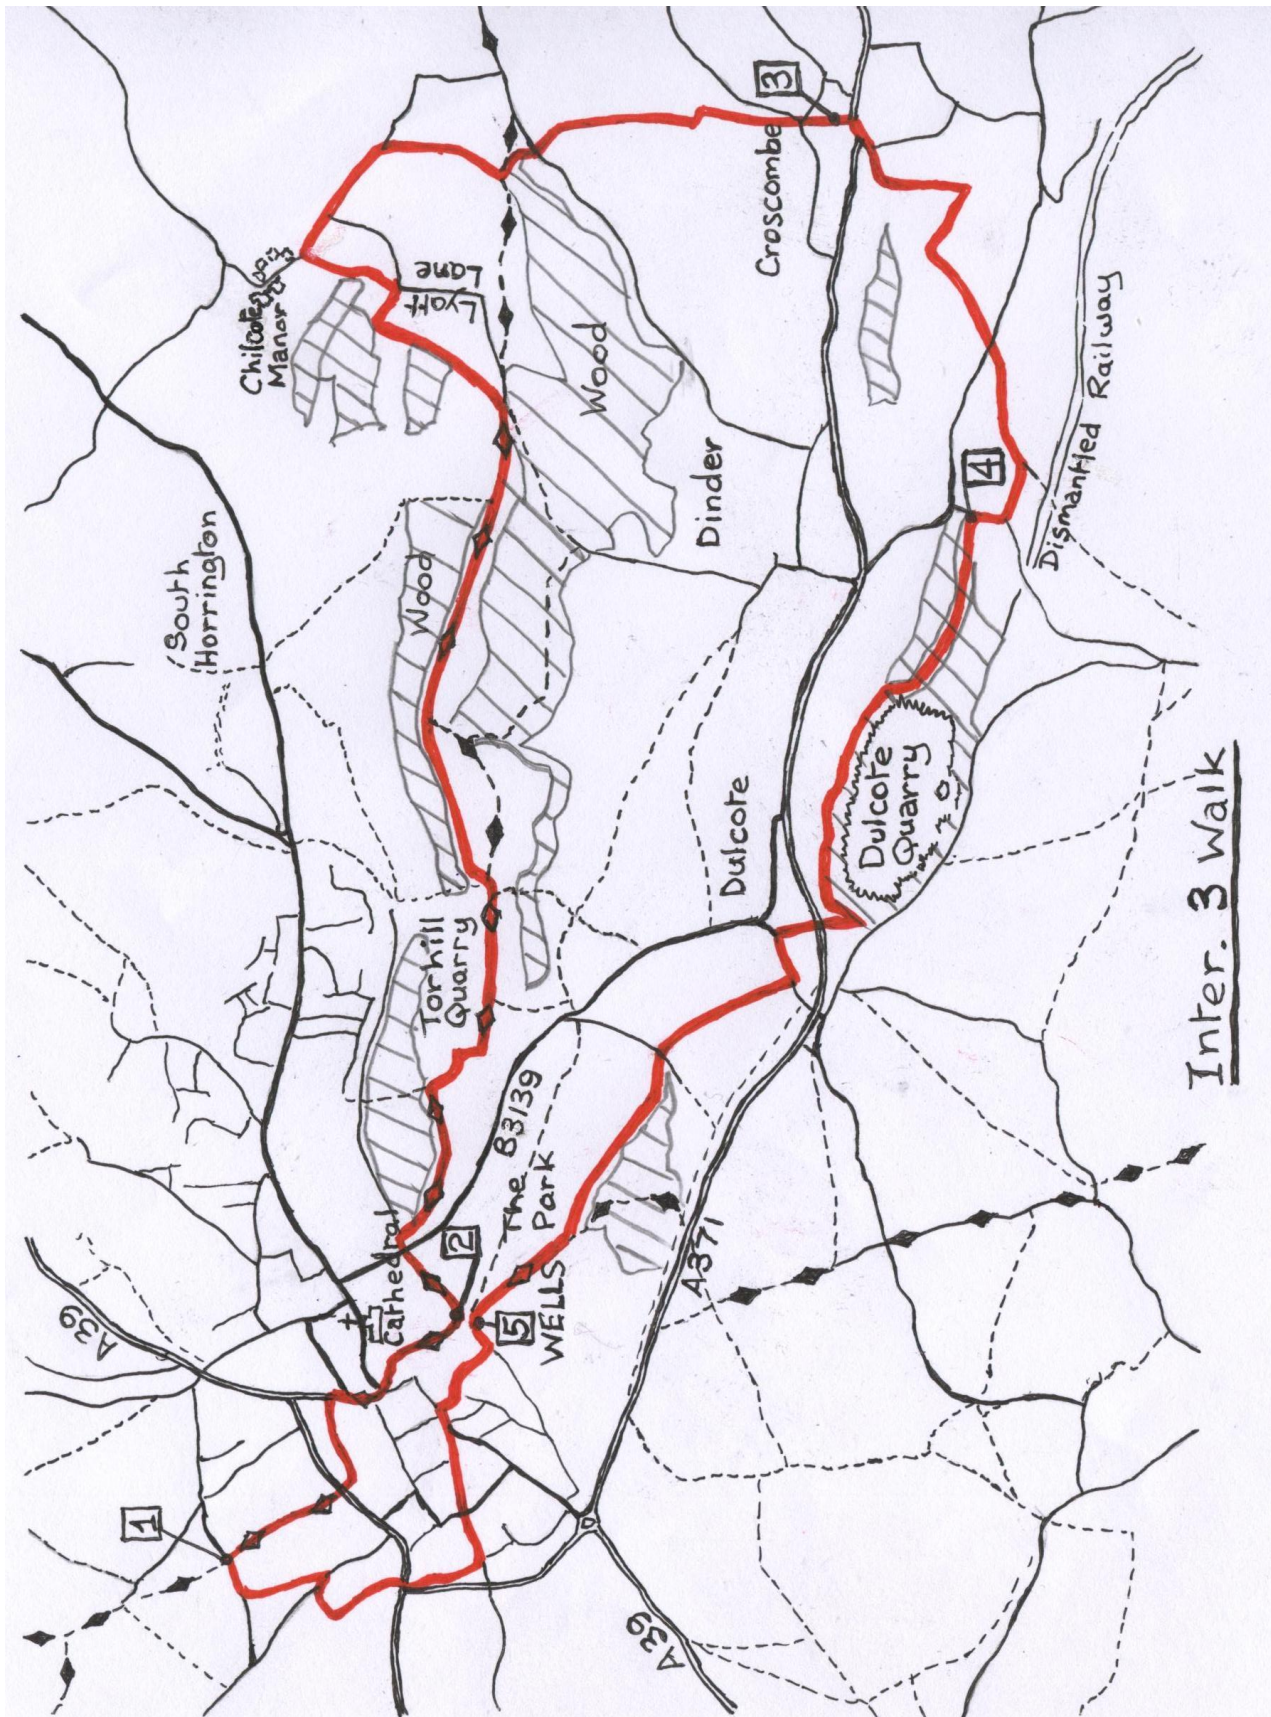 Inter. 3 Walk
A39
1
South
Horrington
Chilcote
Manor
Lyatt
Lane
Cathedral
Torhill
Quarry
Wood
2
B3139
The
Park
5
WELLS
Wood
Dinder
Dulcote
Croscombe
3
A371
A39
Dulcote
Quarry
4
Dismantled Railway